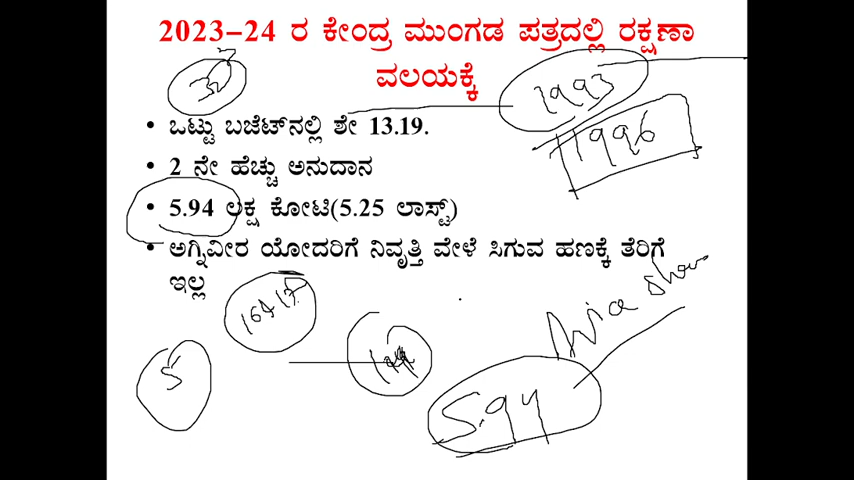 2023–24 ರ ಕೇಂದ್ರ ಮುಂಗಡ ಪತ್ರದಲ್ಲಿ ರಕ್ಷಣಾ
ವಲಯಕ್ಕೆ
1993
1996
• ಒಟ್ಟು ಬಜೆಟ್‌ನಲ್ಲಿ ಶೇ 13.19.
• 2 ನೇ ಹೆಚ್ಚು ಅನುದಾನ
• 5.94 ಲಕ್ಷ ಕೋಟಿ(5.25 ಲಾಸ್ಟ್)
• ಅಗ್ನಿವೀರ ಯೋದರಿಗೆ ನಿವೃತ್ತಿ ವೇಳೆ ಸಿಗುವ ಹಣಕ್ಕೆ ತೆರಿಗೆ
ಇಲ್ಲ
5
5.94